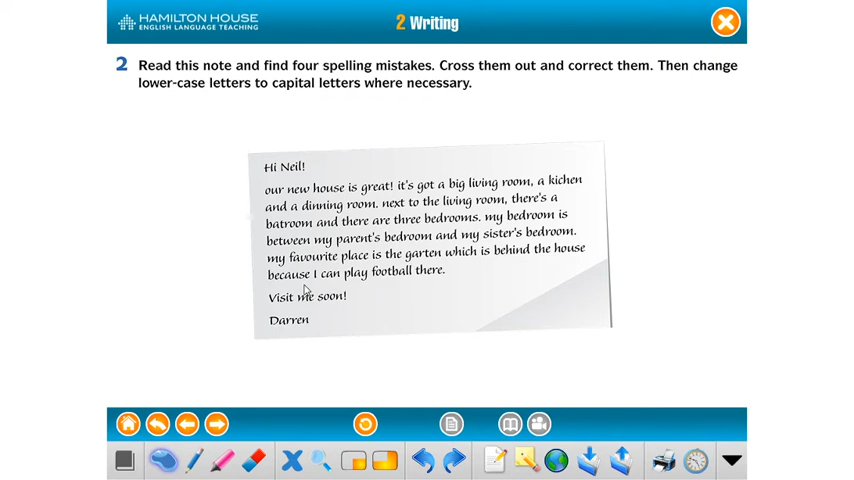 HAMILTON HOUSE
ENGLISH LANGUAGE TEACHING
2 Writing
2 Read this note and find four spelling mistakes. Cross them out and correct them. Then change
lower-case letters to capital letters where necessary.
Hi Neil!
our new house is great! it's got a big living room, a kichen
and a dinning room. next to the living room, there's a
batroom and there are three bedrooms. my bedroom is
between my parent's bedroom and my sister's bedroom.
my favourite place is the garten which is behind the house
because I can play football there.
Visit me soon!
Darren